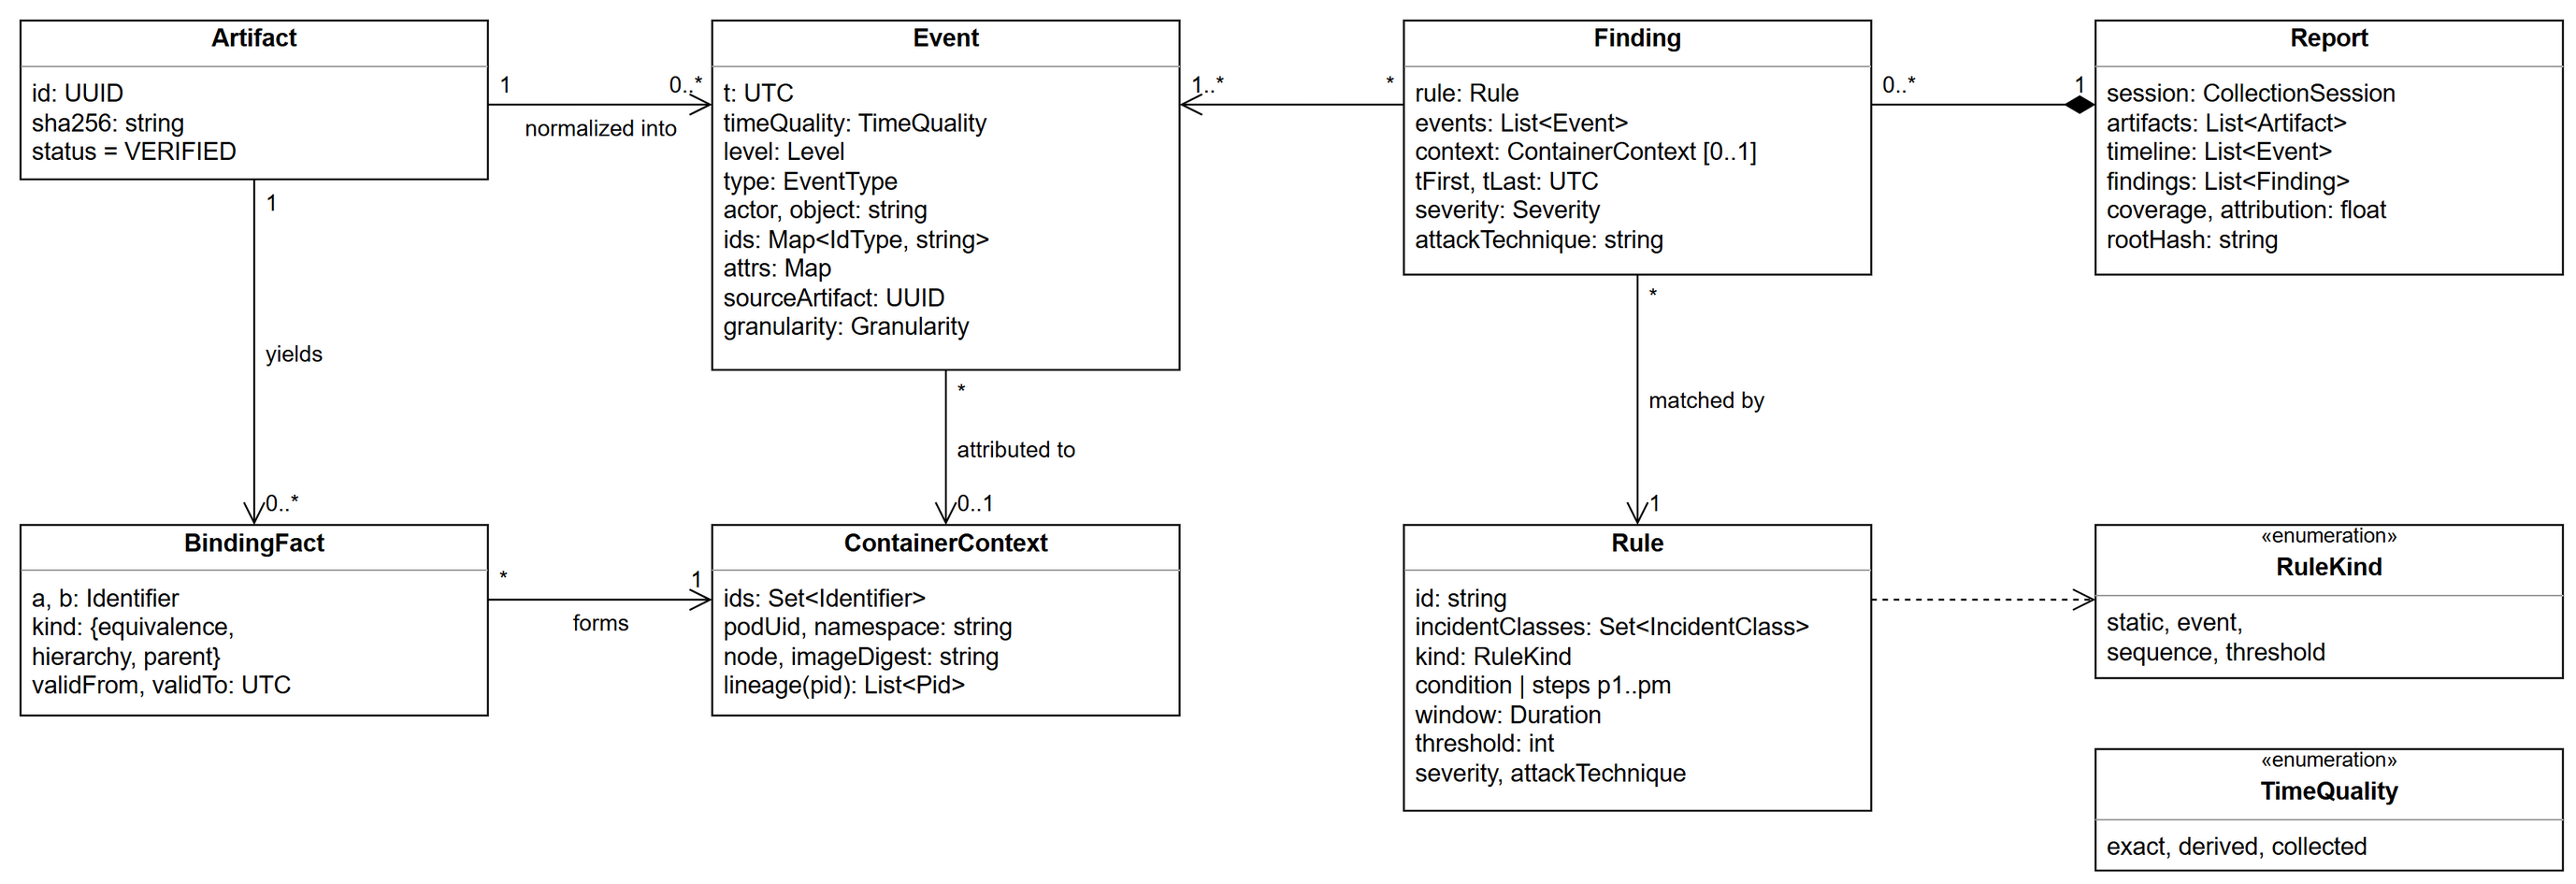 Artifact
id: UUID
sha256: string
status = VERIFIED
1
0..*
normalized into
Event
t: UTC
timeQuality: TimeQuality
level: Level
type: EventType
actor, object: string
ids: Map<IdType, string>
attrs: Map
sourceArtifact: UUID
granularity: Granularity
1..*
*
Finding
rule: Rule
events: List<Event>
context: ContainerContext [0..1]
tFirst, tLast: UTC
severity: Severity
attackTechnique: string
0..*
1
Report
session: CollectionSession
artifacts: List<Artifact>
timeline: List<Event>
findings: List<Finding>
coverage, attribution: float
rootHash: string
1
yields
0..*
*
attributed to
0..1
*
matched by
1
BindingFact
a, b: Identifier
kind: {equivalence,
hierarchy, parent}
validFrom, validTo: UTC
*
1
forms
ContainerContext
ids: Set<Identifier>
podUid, namespace: string
node, imageDigest: string
lineage(pid): List<Pid>
Rule
id: string
incidentClasses: Set<IncidentClass>
kind: RuleKind
condition | steps p1..pm
window: Duration
threshold: int
severity, attackTechnique
«enumeration»
RuleKind
static, event,
sequence, threshold
«enumeration»
TimeQuality
exact, derived, collected